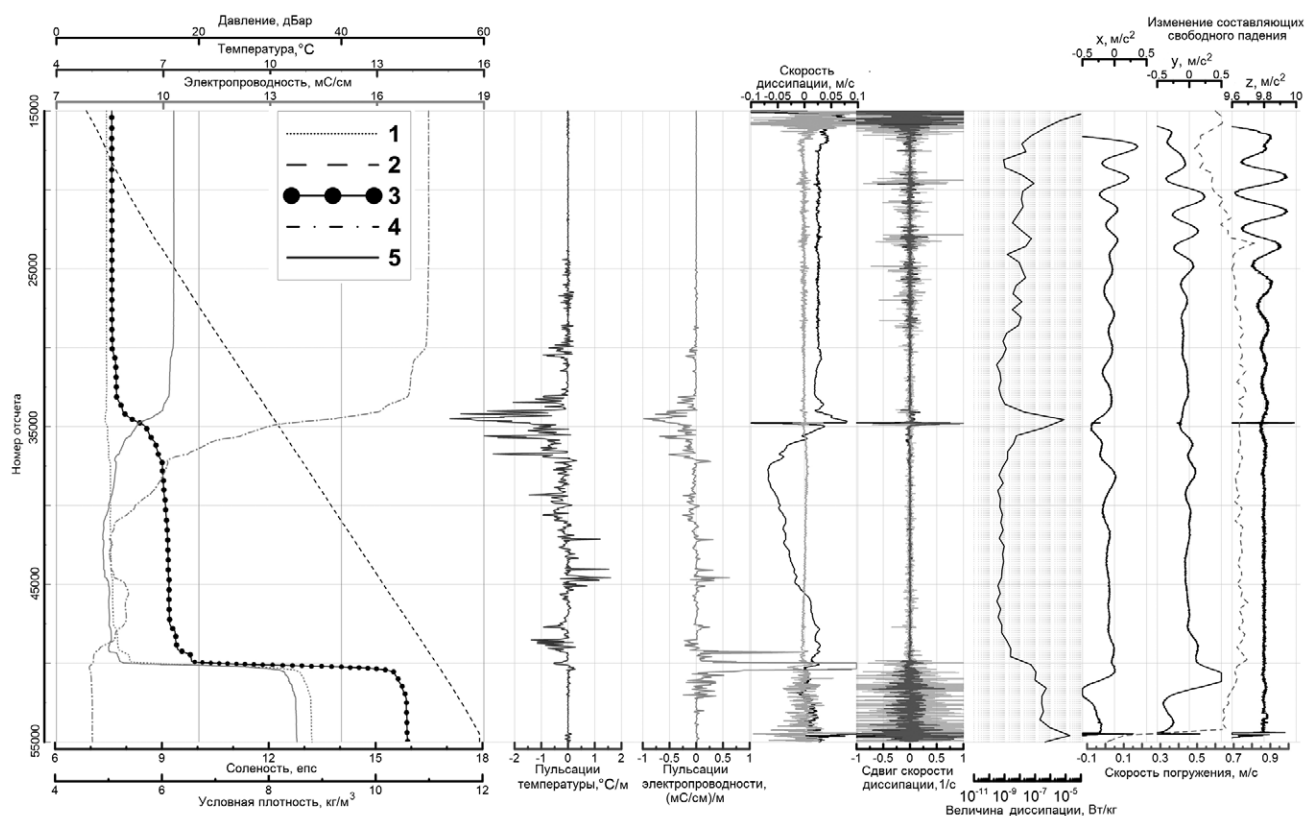 Давление, дБар
0 20 40 60
Температура,°C
4 7 10 13 16
Электропроводность, мС/см
7 10 13 16 19
1
2
3
4
5
Номер отсчета
15000
25000
35000
45000
55000
6 9 12 15 18
Соленость, епс
4 6 8 10 12
Условная плотность, кг/м³
-2 -1 0 1 2
Пульсации
температуры,°C/м
-1 -0.5 0 0.5 1
Пульсации
электропроводности,
(мС/см)/м
Скорость
диссипации, м/с
-0.1 -0.05 0 0.05 0.1
-1 -0.5 0 0.5 1
Сдвиг скорости
диссипации,1/с
10⁻¹¹ 10⁻⁹ 10⁻⁷ 10⁻⁵
Величина диссипации, Вт/кг
Изменение составляющих
свободного падения
x, м/с²
-0.5 0 0.5
y, м/с²
-0.5 0 0.5
z, м/с²
9.6 9.8 10
-0.1 0.1 0.3 0.5 0.7 0.9
Скорость погружения, м/с